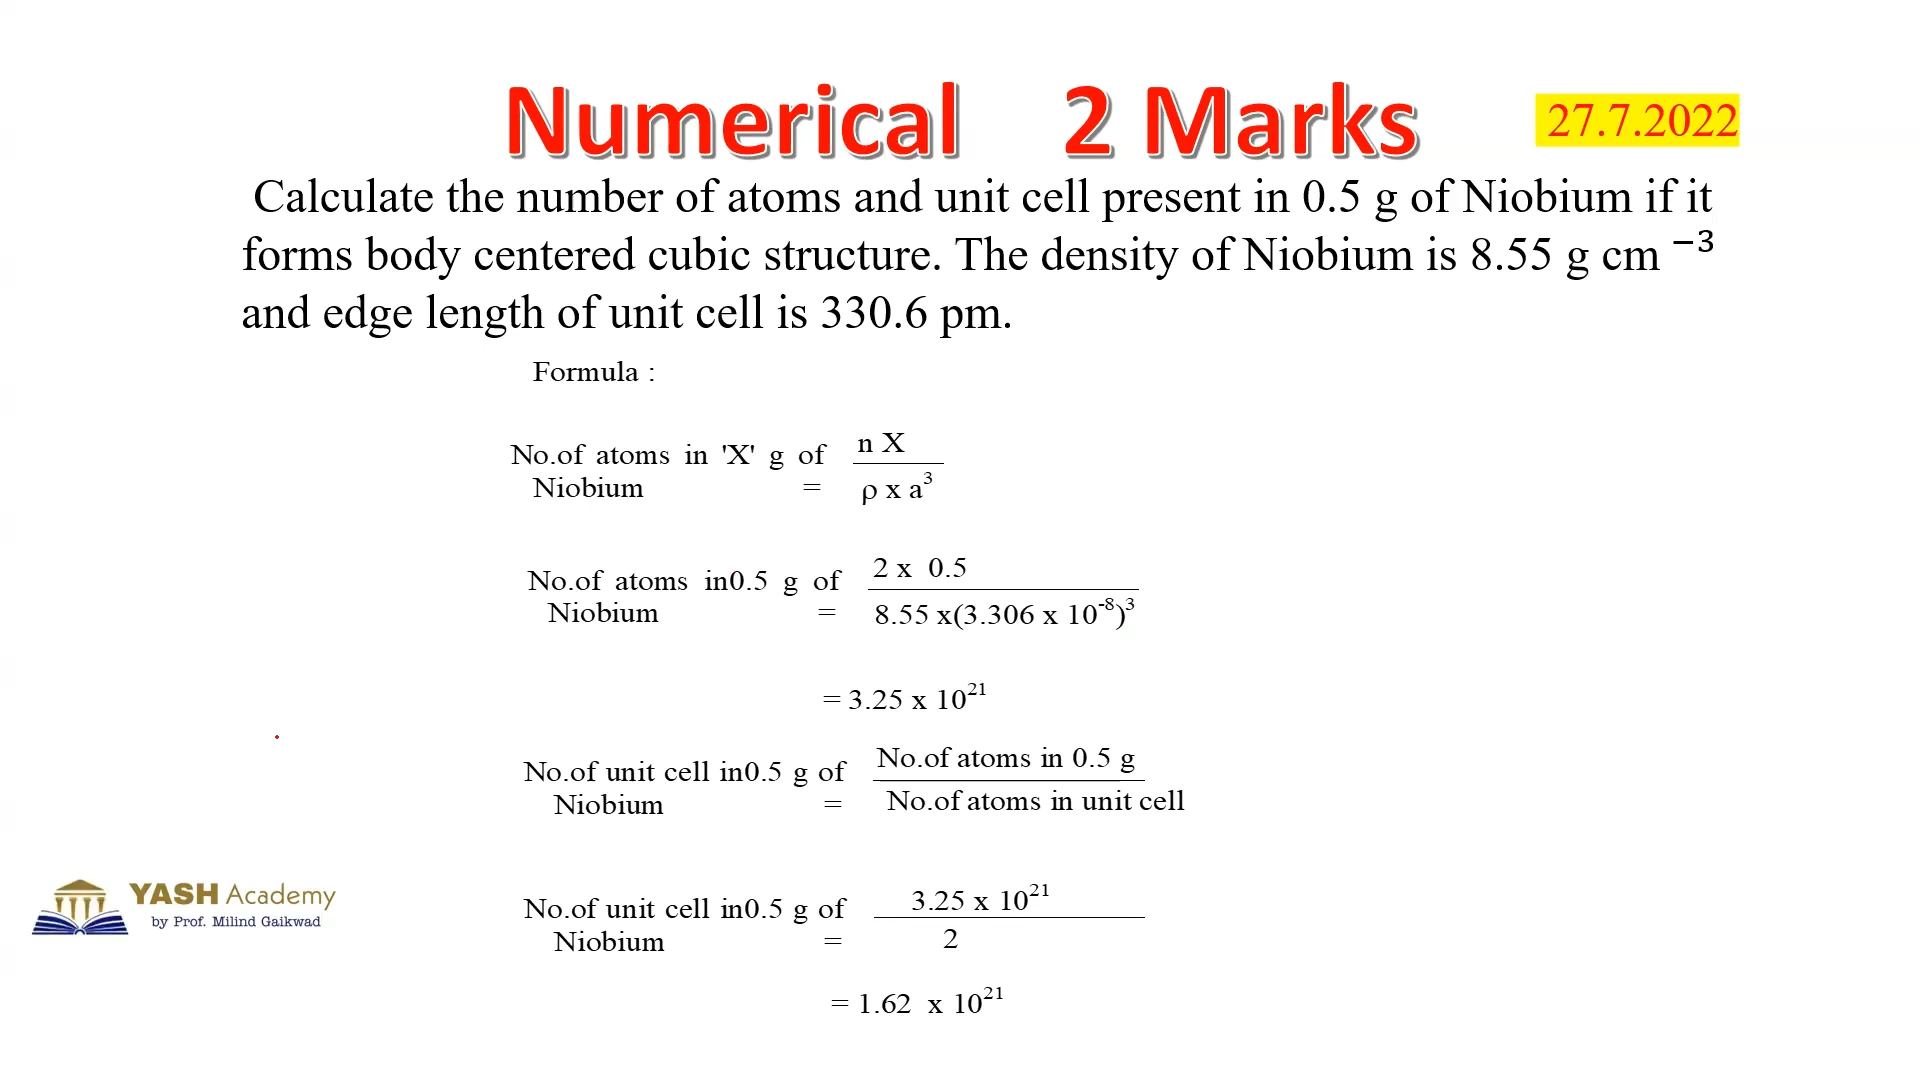 Numerical 2 Marks
27.7.2022
Calculate the number of atoms and unit cell present in 0.5 g of Niobium if it
forms body centered cubic structure. The density of Niobium is 8.55 g cm ⁻³
and edge length of unit cell is 330.6 pm.
Formula :
n X
No.of atoms in 'X' g of
Niobium =
ρ x a³
2 x 0.5
No.of atoms in0.5 g of
Niobium =
8.55 x(3.306 x 10⁻⁸)³
= 3.25 x 10²¹
No.of atoms in 0.5 g
No.of unit cell in0.5 g of
Niobium =
No.of atoms in unit cell
YASH Academy
by Prof. Milind Gaikwad
3.25 x 10²¹
No.of unit cell in0.5 g of
Niobium =
2
= 1.62 x 10²¹